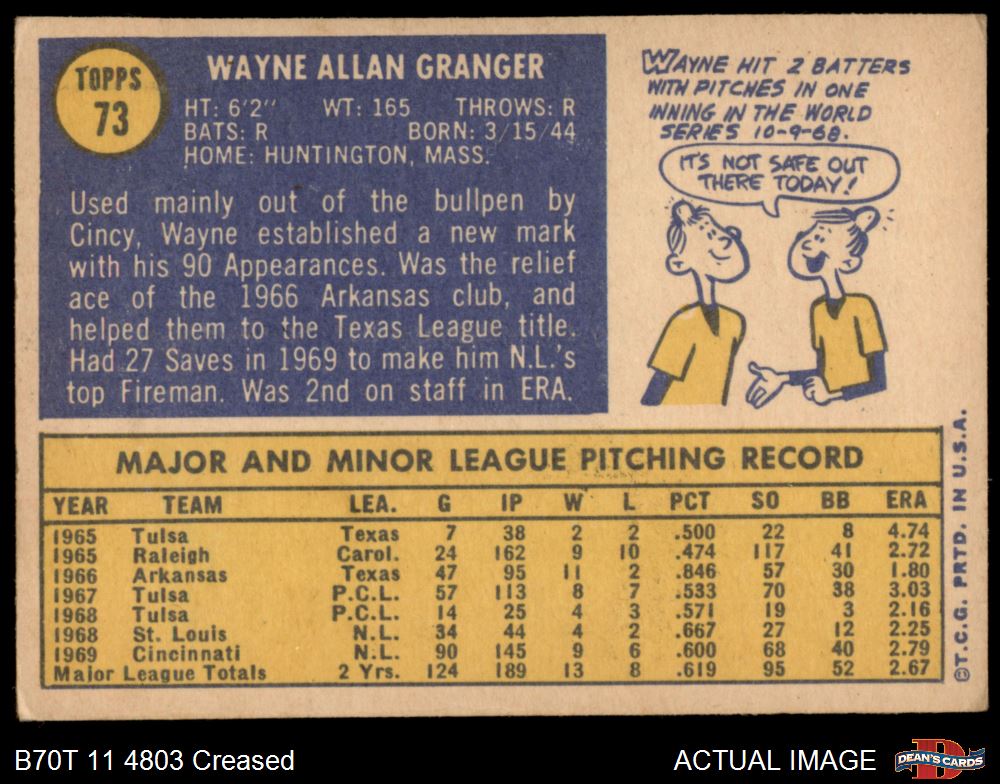 TOPPS
73
WAYNE ALLAN GRANGER
HT: 6'2" WT: 165 THROWS: R
BATS: R BORN: 3/15/44
HOME: HUNTINGTON, MASS.
Used mainly out of the bullpen by
Cincy, Wayne established a new mark
with his 90 Appearances. Was the relief
ace of the 1966 Arkansas club, and
helped them to the Texas League title.
Had 27 Saves in 1969 to make him N.L.'s
top Fireman. Was 2nd on staff in ERA.
WAYNE HIT 2 BATTERS
WITH PITCHES IN ONE
INNING IN THE WORLD
SERIES 10-9-68.
IT'S NOT SAFE OUT
THERE TODAY!
MAJOR AND MINOR LEAGUE PITCHING RECORD
YEAR TEAM LEA. G IP W L PCT SO BB ERA
1965 Tulsa Texas 7 38 2 2 .500 22 8 4.74
1965 Raleigh Carol. 24 162 9 10 .474 117 41 2.72
1966 Arkansas Texas 47 95 11 2 .846 57 30 1.80
1967 Tulsa P.C.L. 57 113 8 7 .533 70 38 3.03
1968 Tulsa P.C.L. 14 25 4 3 .571 19 3 2.16
1968 St. Louis N.L. 34 44 4 2 .667 27 12 2.25
1969 Cincinnati N.L. 90 145 9 6 .600 68 40 2.79
Major League Totals 2 Yrs. 124 189 13 8 .619 95 52 2.67
©T.C.G. PRTD. IN U.S.A.
B70T 11 4803 Creased
ACTUAL IMAGE
D
DEAN'S CARDS